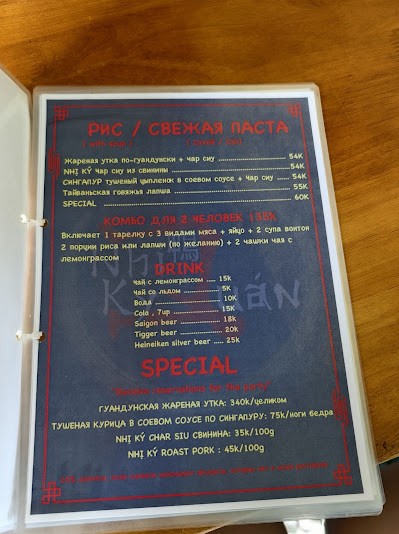 РИС / СВЕЖАЯ ПАСТА
Жареная утка по-гуандунски + чар сиу 54K
NHỊ KÝ чар сиу из свинины 54K
СИНГАПУР тушеный цыпленок в соевом соусе + чар сиу 54K
Тайваньская говяжья лапша 55K
SPECIAL 60K
КОМБО ДЛЯ 2 ЧЕЛОВЕК 138K
Включает 1 тарелку с 3 видами мяса + яйцо + 2 супа вонтон
2 порции риса или лапши (по желанию) + 2 чашки чая с
лемонграссом
DRINK
Чай с лемонграссом .... 15k
Чай со льдом ..... 5K
Вода ..... 10K
Cola , 7up ..... 15K
Saigon beer ..... 18k
Tigger beer ..... 20k
Heineiken silver beer ..... 25k
SPECIAL
ГУАНДУНСКАЯ ЖАРЕНАЯ УТКА: 340k/целиком
ТУШЕНАЯ КУРИЦА В СОЕВОМ СОУСЕ ПО СИНГАПУРУ: 75k/ноги бедра
NHỊ KÝ CHAR SIU СВИНИНА: 35k/100g
NHỊ KÝ ROAST PORK : 45k/100g